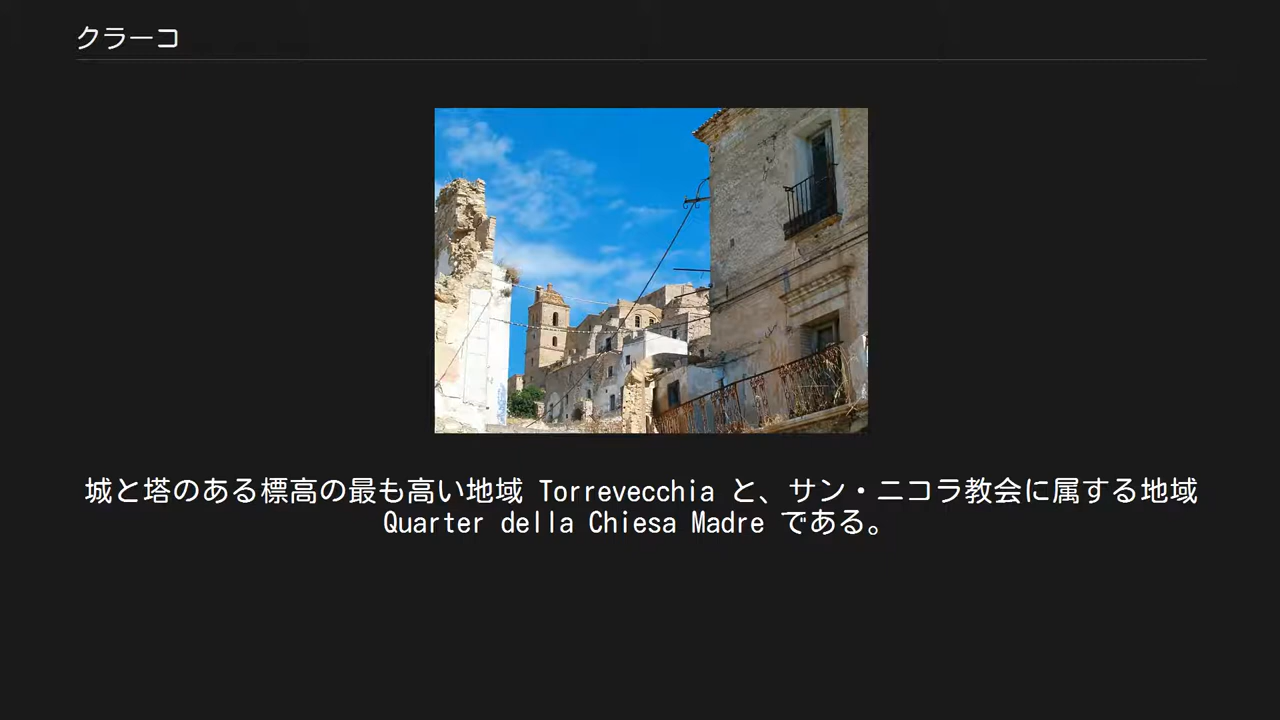 クラーコ
城と塔のある標高の最も高い地域 Torrevecchia と、サン・ニコラ教会に属する地域
Quarter della Chiesa Madre である。